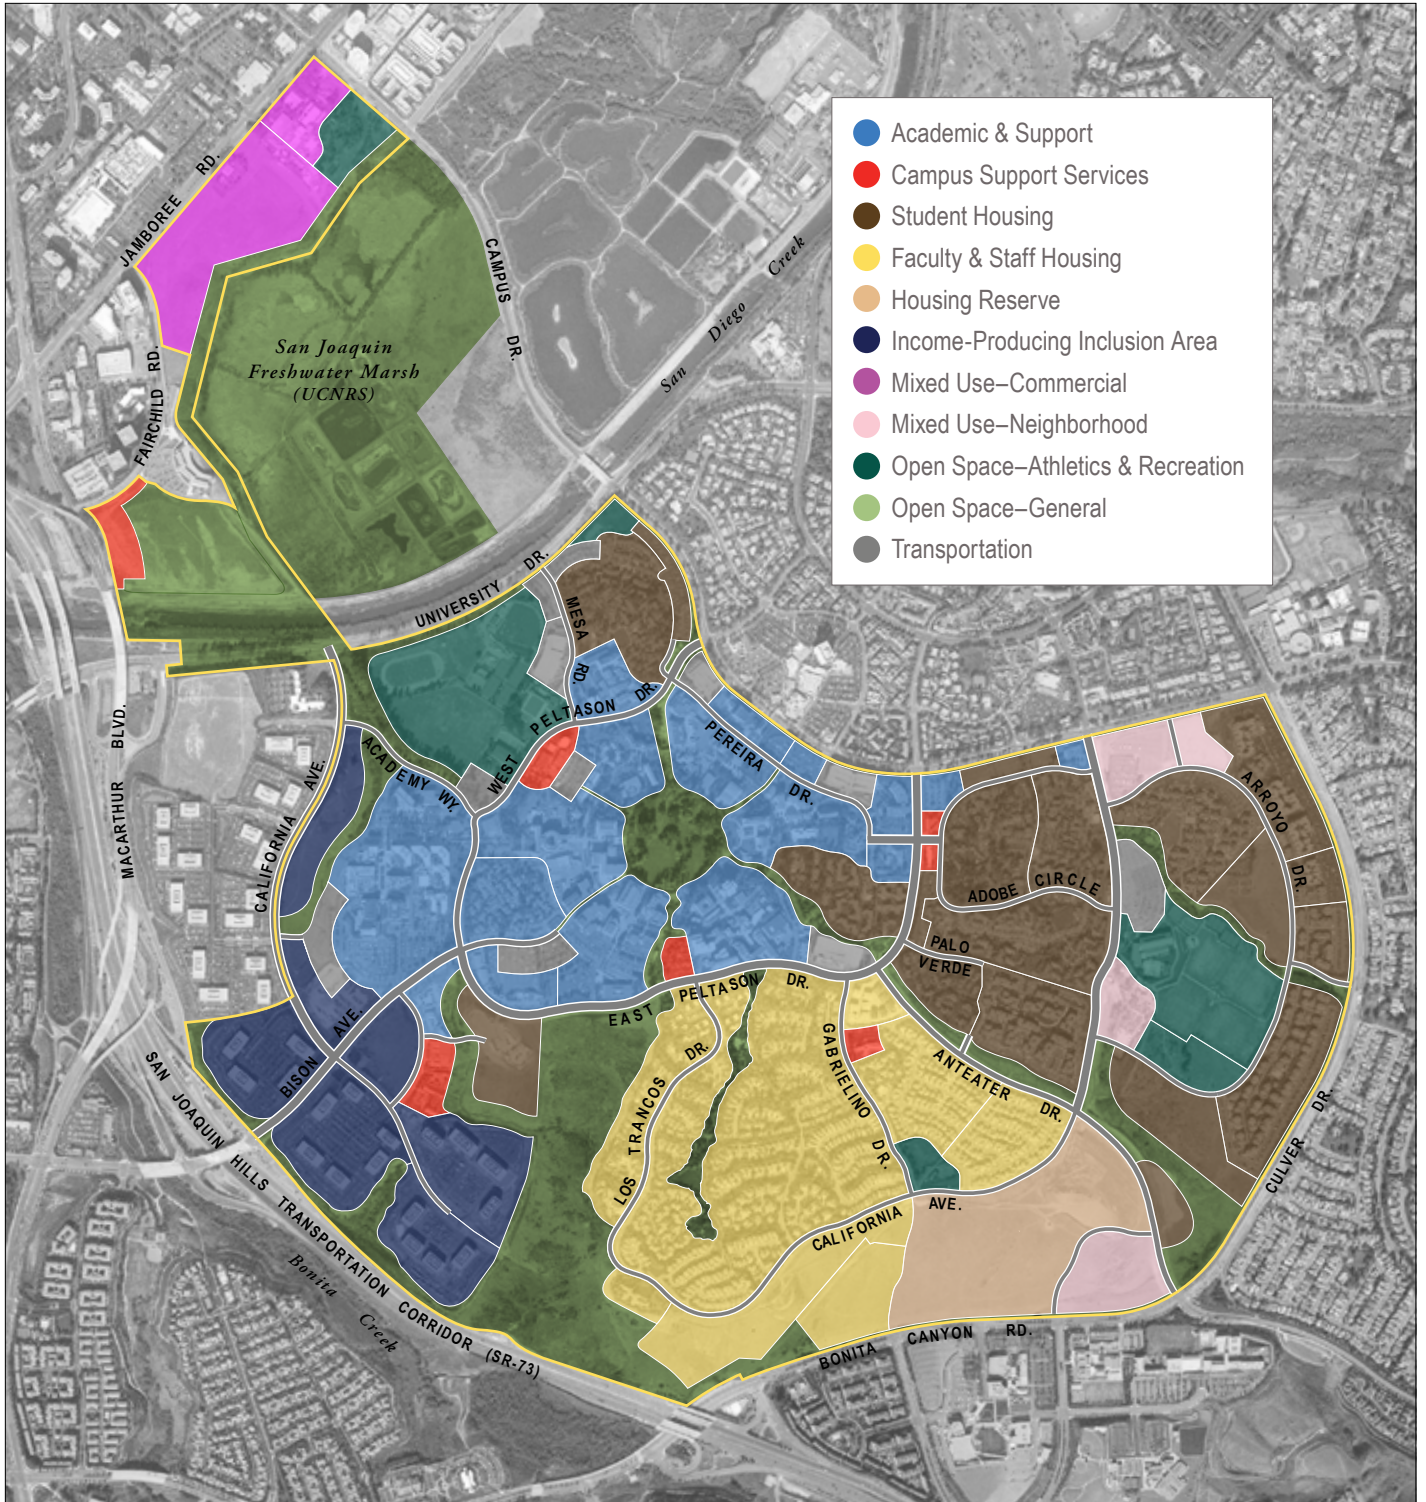 Academic & Support
Campus Support Services
Student Housing
Faculty & Staff Housing
Housing Reserve
Income-Producing Inclusion Area
Mixed Use–Commercial
Mixed Use–Neighborhood
Open Space–Athletics & Recreation
Open Space–General
Transportation
JAMBOREE RD.
CAMPUS DR.
San Diego Creek
San Joaquin
Freshwater Marsh
(UCNRS)
FAIRCHILD RD.
UNIVERSITY DR.
MESA RD.
WEST PELTASON DR.
PEREIRA DR.
ACADEMY WY.
MACARTHUR BLVD.
CALIFORNIA AVE.
ARROYO DR.
ADOBE CIRCLE
PALO
VERDE
EAST PELTASON DR.
BISON AVE.
LOS TRANCOS DR.
GABRIELINO DR.
ANTEATER DR.
CALIFORNIA AVE.
CULVER DR.
SAN JOAQUIN HILLS TRANSPORTATION CORRIDOR (SR-73)
Bonita Creek
BONITA CANYON RD.